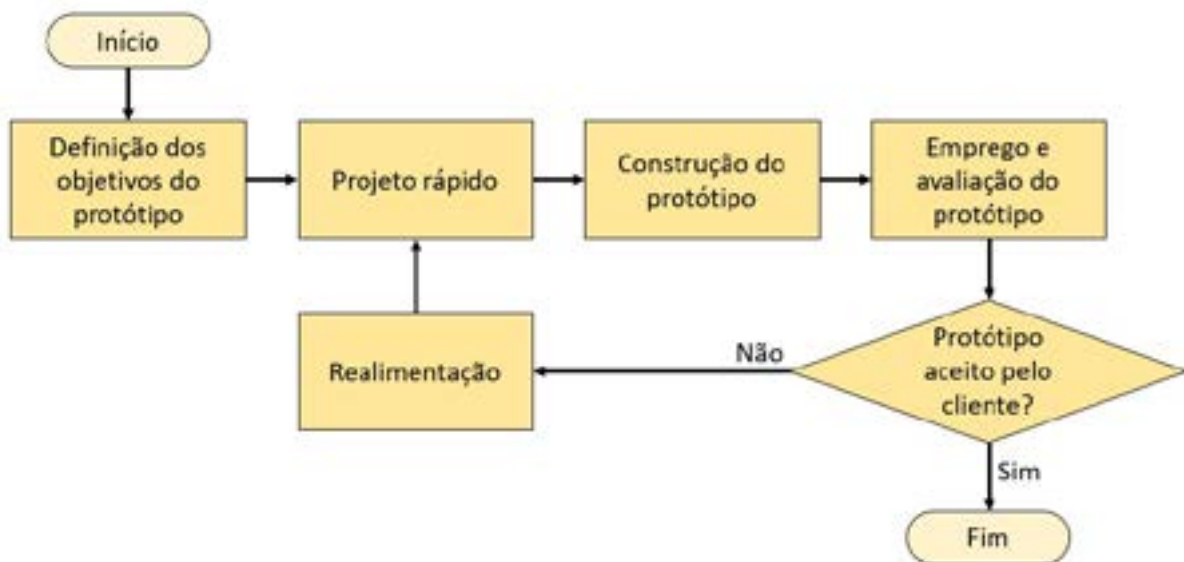 Início
Definição dos
objetivos do
protótipo
Projeto rápido
Construção do
protótipo
Emprego e
avaliação do
protótipo
Realimentação
Não
Protótipo
aceito pelo
cliente?
Sim
Fim